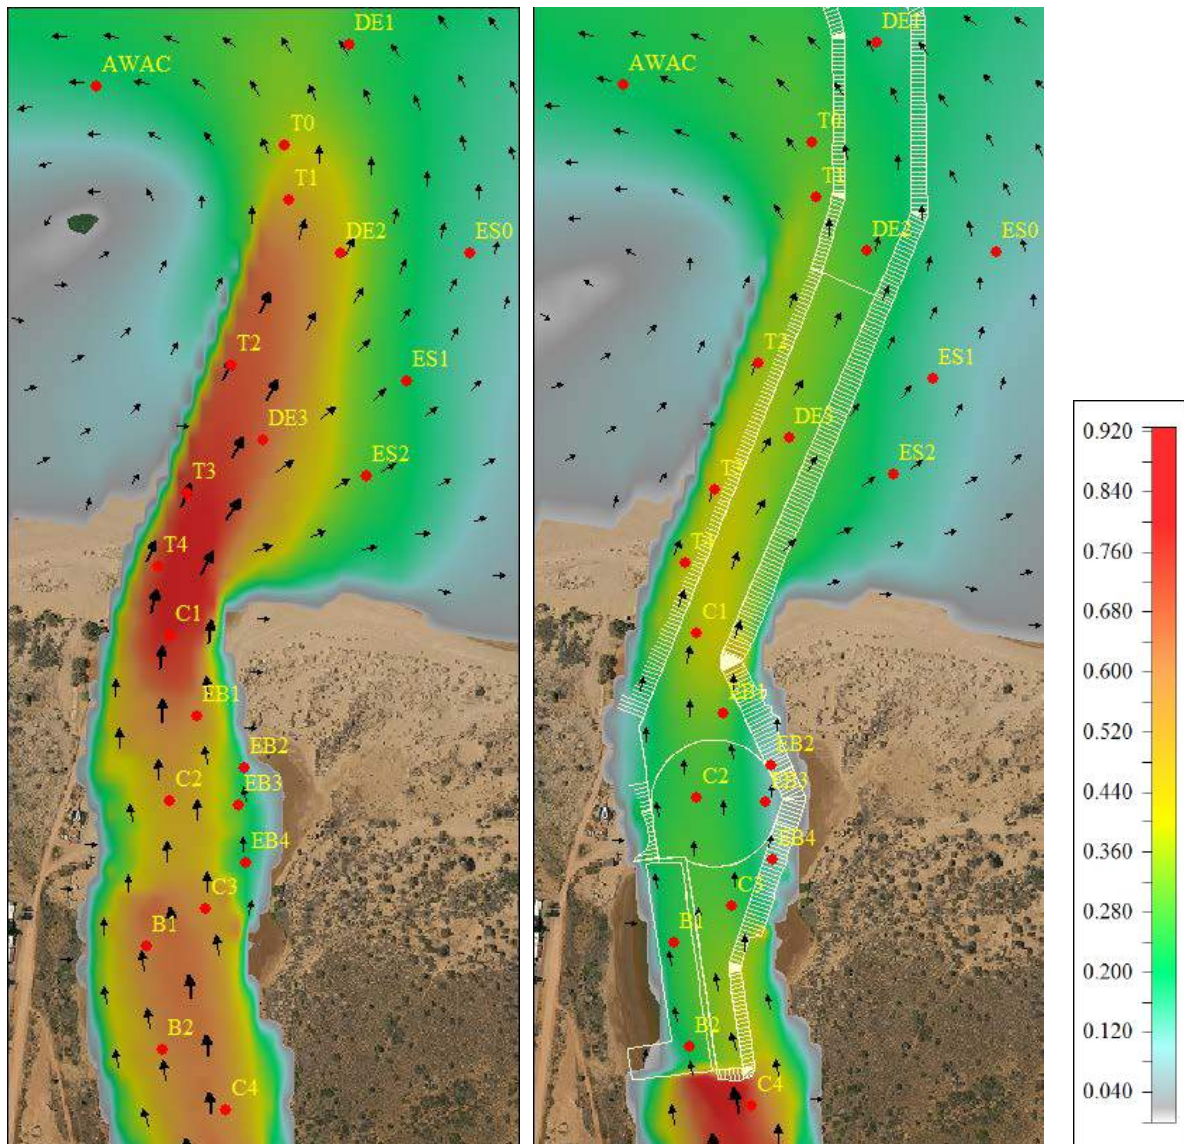 DE1
AWAC
T0
T1
DE2
ES0
T2
ES1
DE3
ES2
T3
T4
C1
EB1
EB2
C2
EB3
EB4
C3
B1
B2
C4
DE1
AWAC
T0
T1
DE2
ES0
T2
ES1
DE3
ES2
T3
T4
C1
EB1
EB2
C2
EB3
EB4
C3
B1
B2
C4
0.920
0.840
0.760
0.680
0.600
0.520
0.440
0.360
0.280
0.200
0.120
0.040